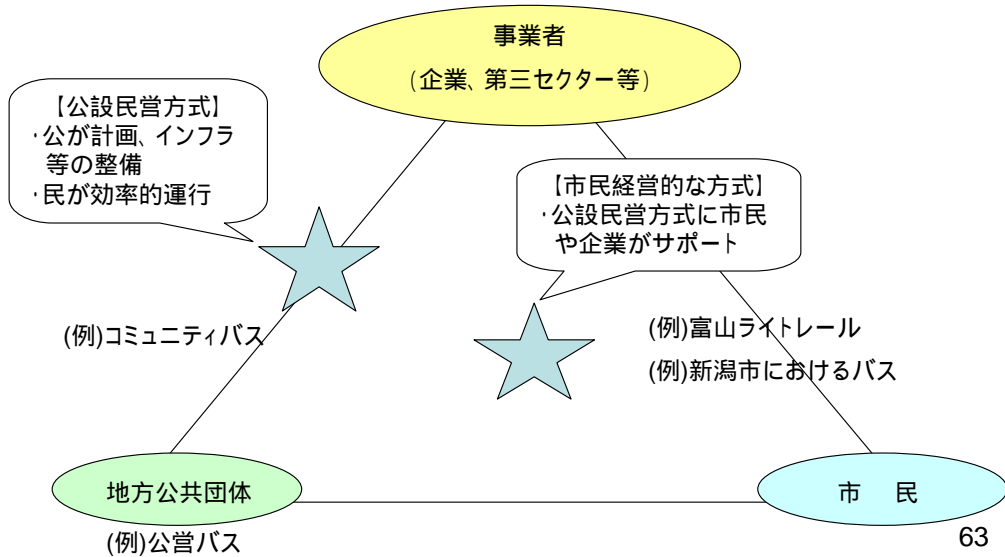 事業者
(企業、第三セクター等)
【公設民営方式】
・公が計画、インフラ
等の整備
・民が効率的運行
【市民経営的な方式】
・公設民営方式に市民
や企業がサポート
(例)コミュニティバス
(例)富山ライトレール
(例)新潟市におけるバス
地方公共団体
市　民
(例)公営バス
63